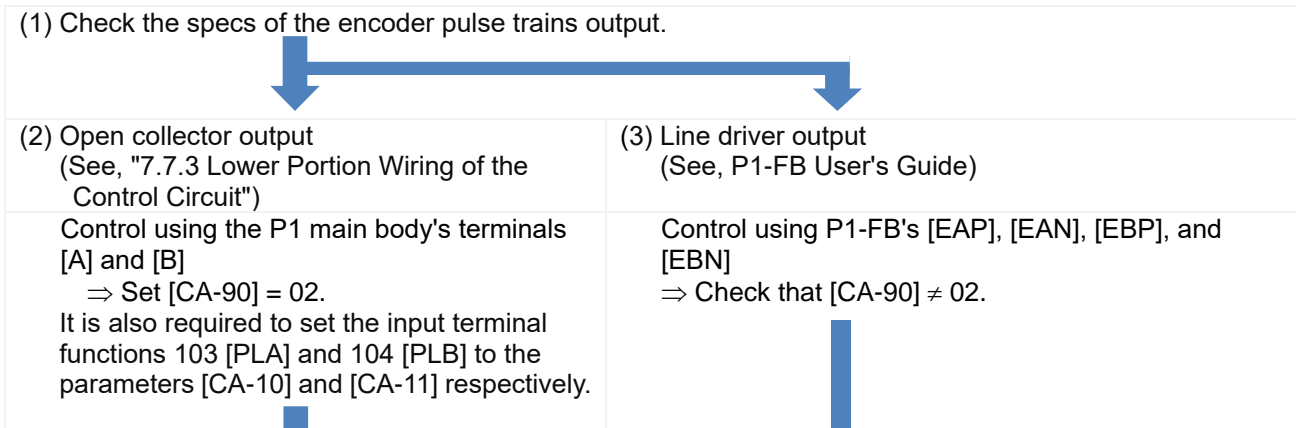 (1) Check the specs of the encoder pulse trains output.
(2) Open collector output
(See, "7.7.3 Lower Portion Wiring of the
Control Circuit")
(3) Line driver output
(See, P1-FB User's Guide)
Control using the P1 main body's terminals
[A] and [B]
⇒ Set [CA-90] = 02.
It is also required to set the input terminal
functions 103 [PLA] and 104 [PLB] to the
parameters [CA-10] and [CA-11] respectively.
Control using P1-FB's [EAP], [EAN], [EBP], and
[EBN]
⇒ Check that [CA-90] ≠ 02.